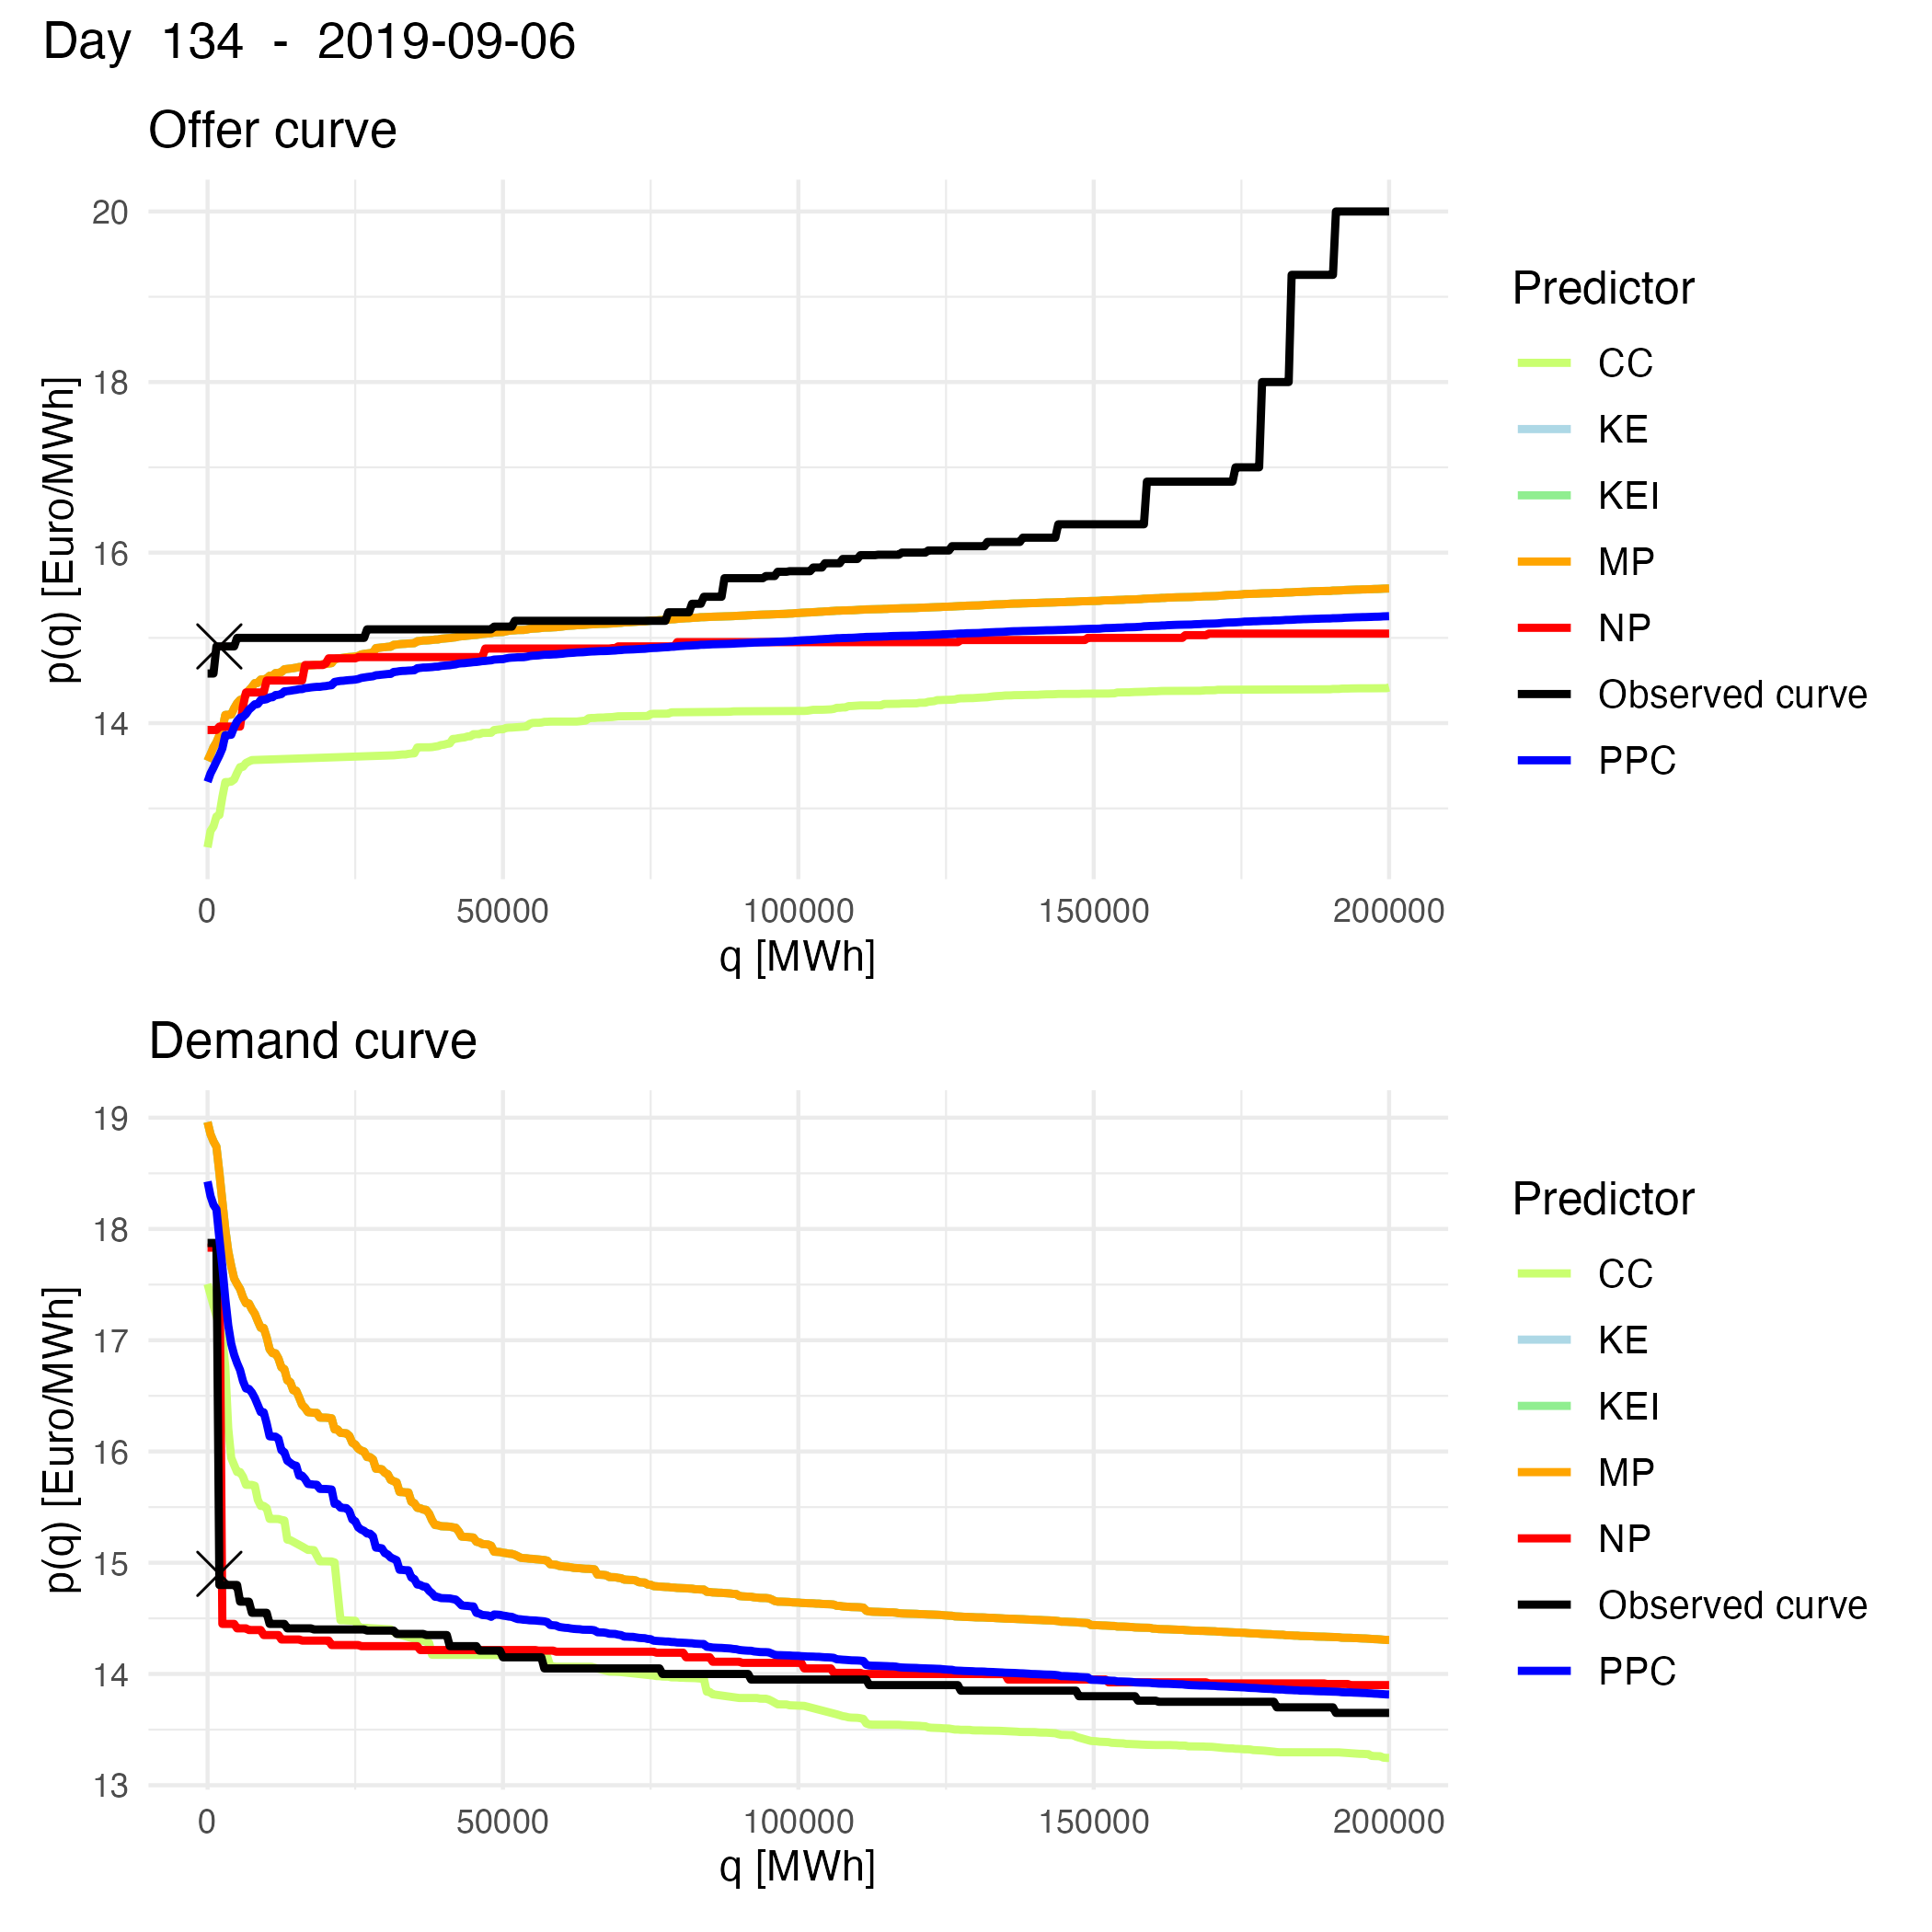 Day 134 - 2019-09-06
Offer curve
p(q) [Euro/MWh]
20
18
16
14
0 50000 100000 150000 200000
q [MWh]
Predictor
CC
KE
KEI
MP
NP
Observed curve
PPC
Demand curve
p(q) [Euro/MWh]
19
18
17
16
15
14
13
0 50000 100000 150000 200000
q [MWh]
Predictor
CC
KE
KEI
MP
NP
Observed curve
PPC